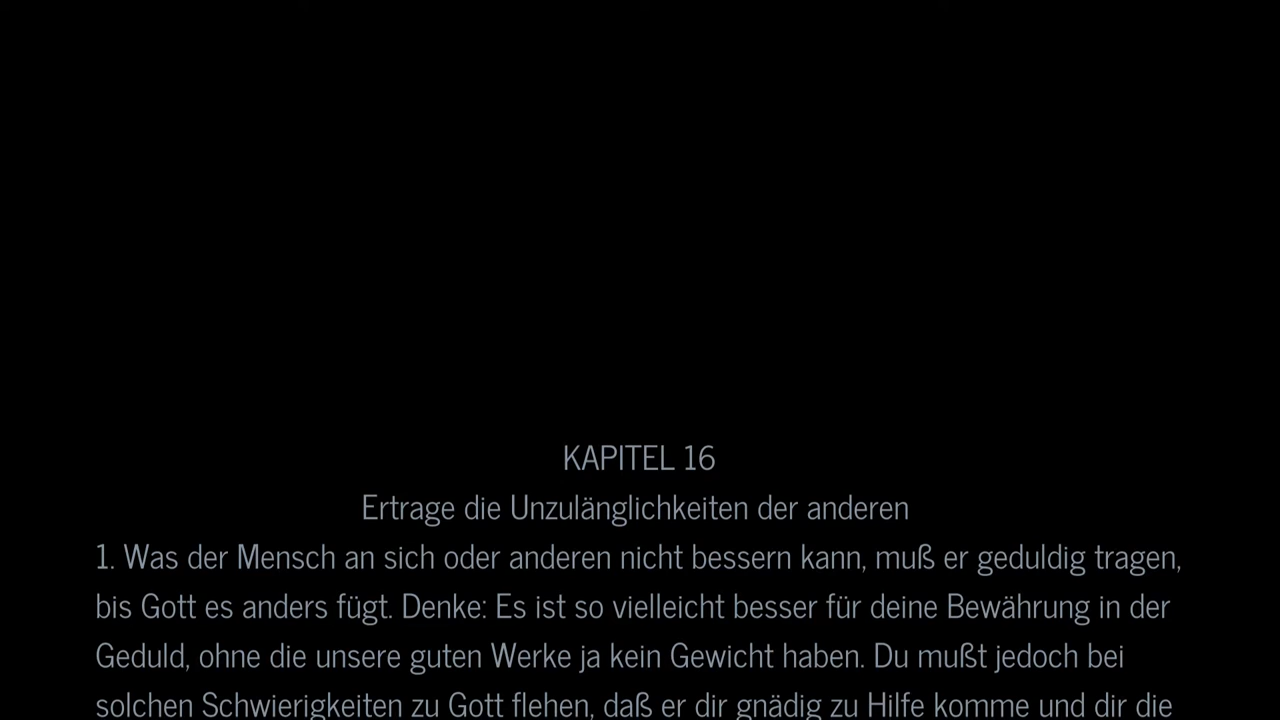 KAPITEL 16
Ertrage die Unzulänglichkeiten der anderen
1. Was der Mensch an sich oder anderen nicht bessern kann, muß er geduldig tragen,
bis Gott es anders fügt. Denke: Es ist so vielleicht besser für deine Bewährung in der
Geduld, ohne die unsere guten Werke ja kein Gewicht haben. Du mußt jedoch bei
solchen Schwierigkeiten zu Gott flehen, daß er dir gnädig zu Hilfe komme und dir die